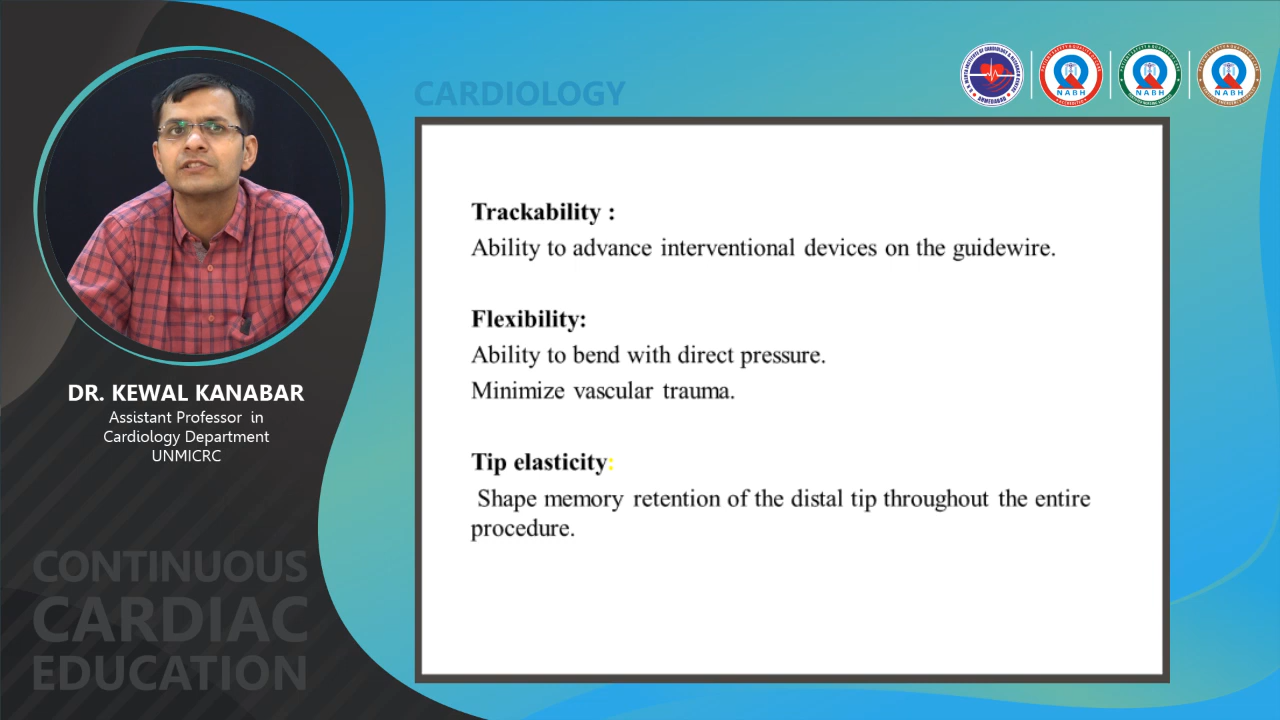 CARDIOLOGY
NABH
NABH
NABH
Trackability :
Ability to advance interventional devices on the guidewire.
Flexibility:
Ability to bend with direct pressure.
Minimize vascular trauma.
Tip elasticity:
Shape memory retention of the distal tip throughout the entire
procedure.
DR. KEWAL KANABAR
Assistant Professor in
Cardiology Department
UNMICRC
CONTINUOUS
CARDIAC
EDUCATION